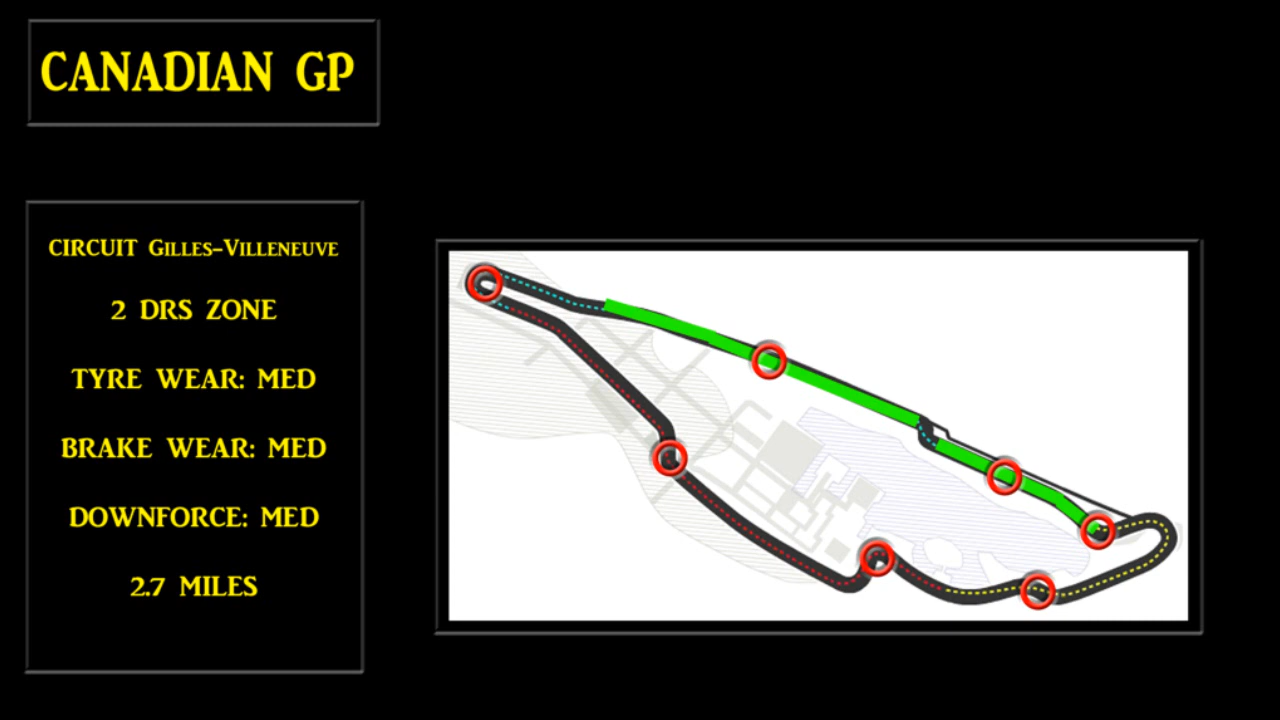 CANADIAN GP
CIRCUIT GILLES-VILLENEUVE
2 DRS ZONE
TYRE WEAR: MED
BRAKE WEAR: MED
DOWNFORCE: MED
2.7 MILES